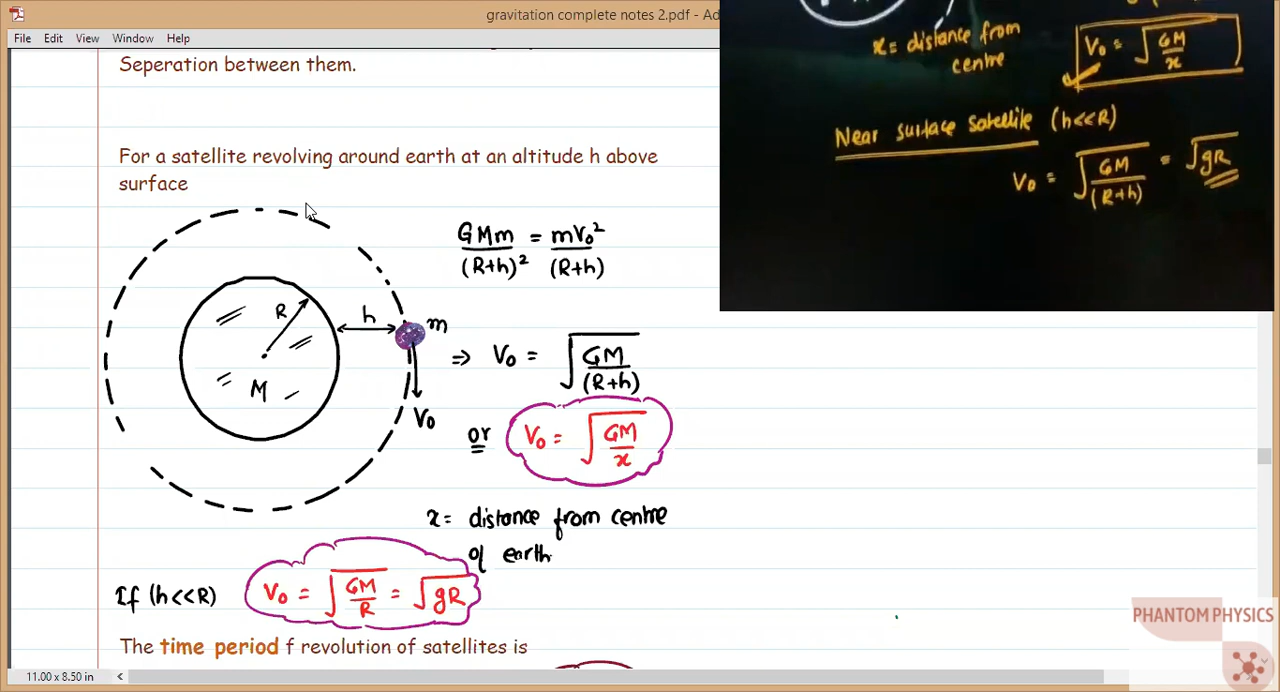 gravitation complete notes 2.pdf - Ad
File Edit View Window Help
Seperation between them.
For a satellite revolving around earth at an altitude h above
surface
R
h
m
M
V₀
GMm/(R+h)² = mV₀²/(R+h)
⇒ V₀ = √(GM/(R+h))
or V₀ = √(GM/x)
x = distance from centre
of earth
If (h<<R) V₀ = √(GM/R) = √gR
The time period f revolution of satellites is
11.00 x 8.50 in
x = distance from
centre
V₀ = √(GM/x)
Near surface satellite (h<<R)
V₀ = √(GM/(R+h)) = √gR
PHANTOM PHYSICS